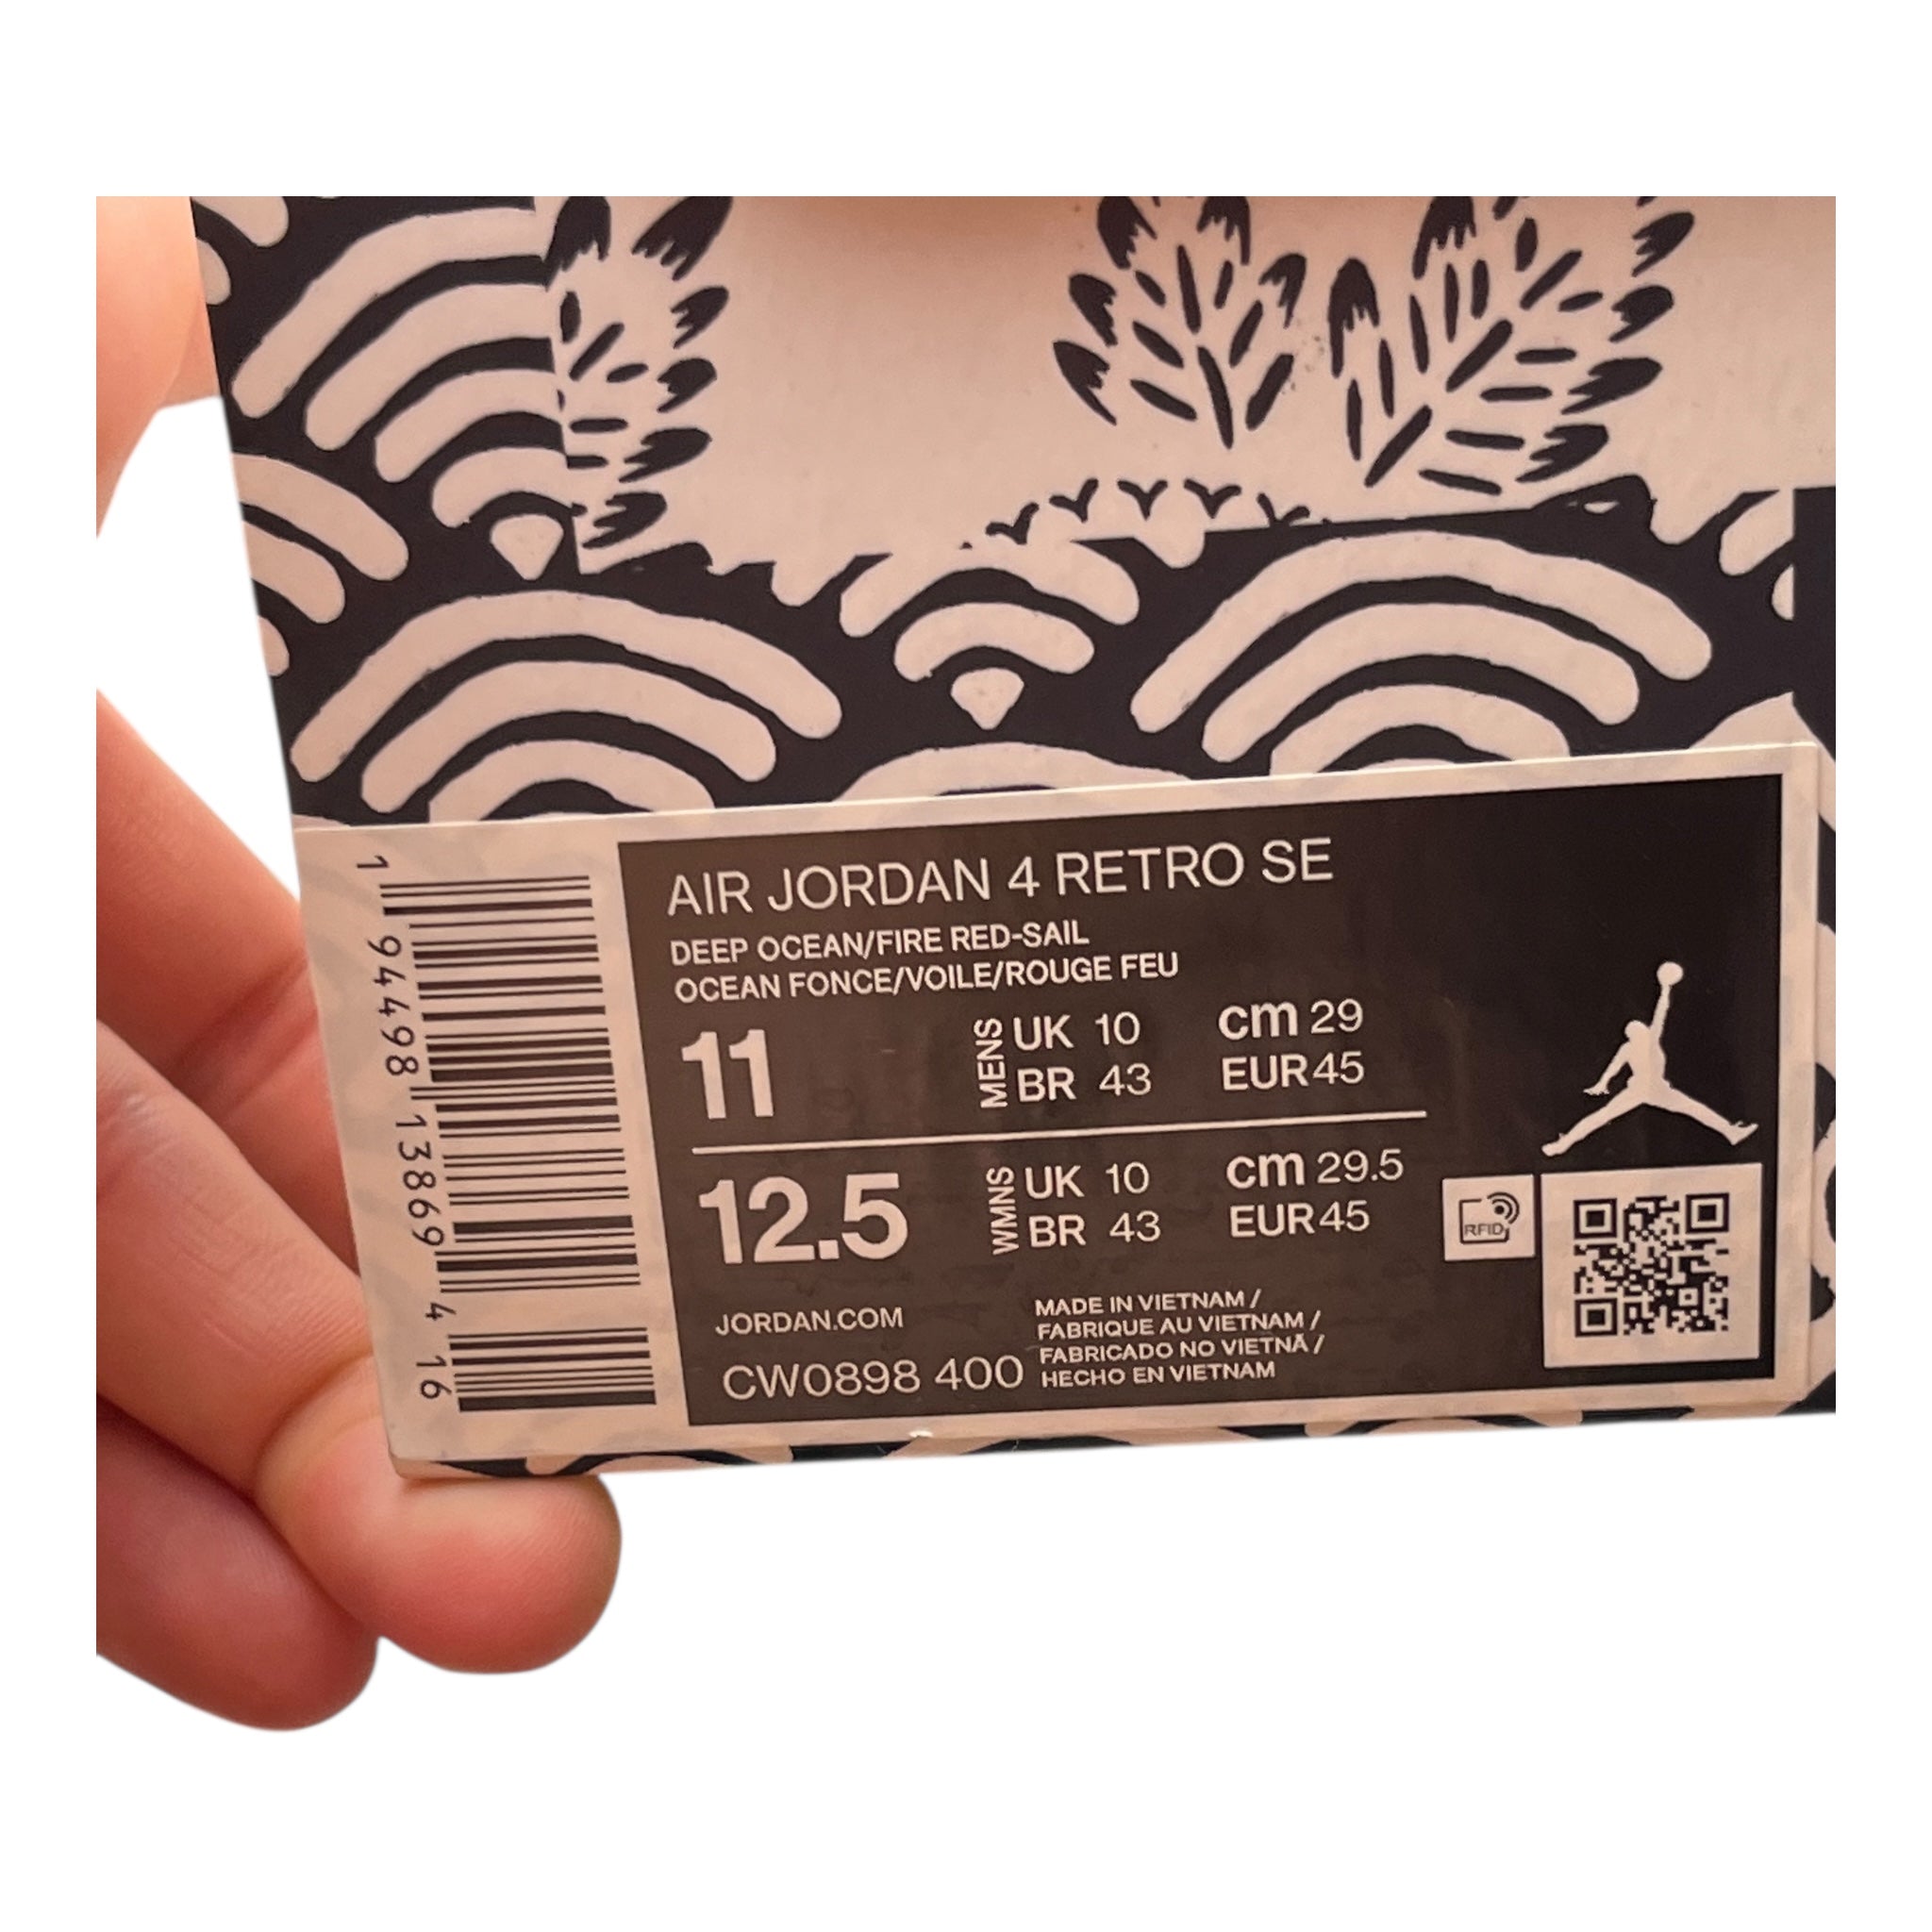 AIR JORDAN 4 RETRO SE
DEEP OCEAN/FIRE RED-SAIL
OCEAN FONCE/VOILE/ROUGE FEU
11 MENS UK 10 cm 29
BR 43 EUR 45
12.5 WMNS UK 10 cm 29.5
BR 43 EUR 45
RFID
JORDAN.COM
CW0898 400
MADE IN VIETNAM /
FABRIQUE AU VIETNAM /
FABRICADO NO VIETNÃ /
HECHO EN VIETNAM
1 94498 13869 4 16